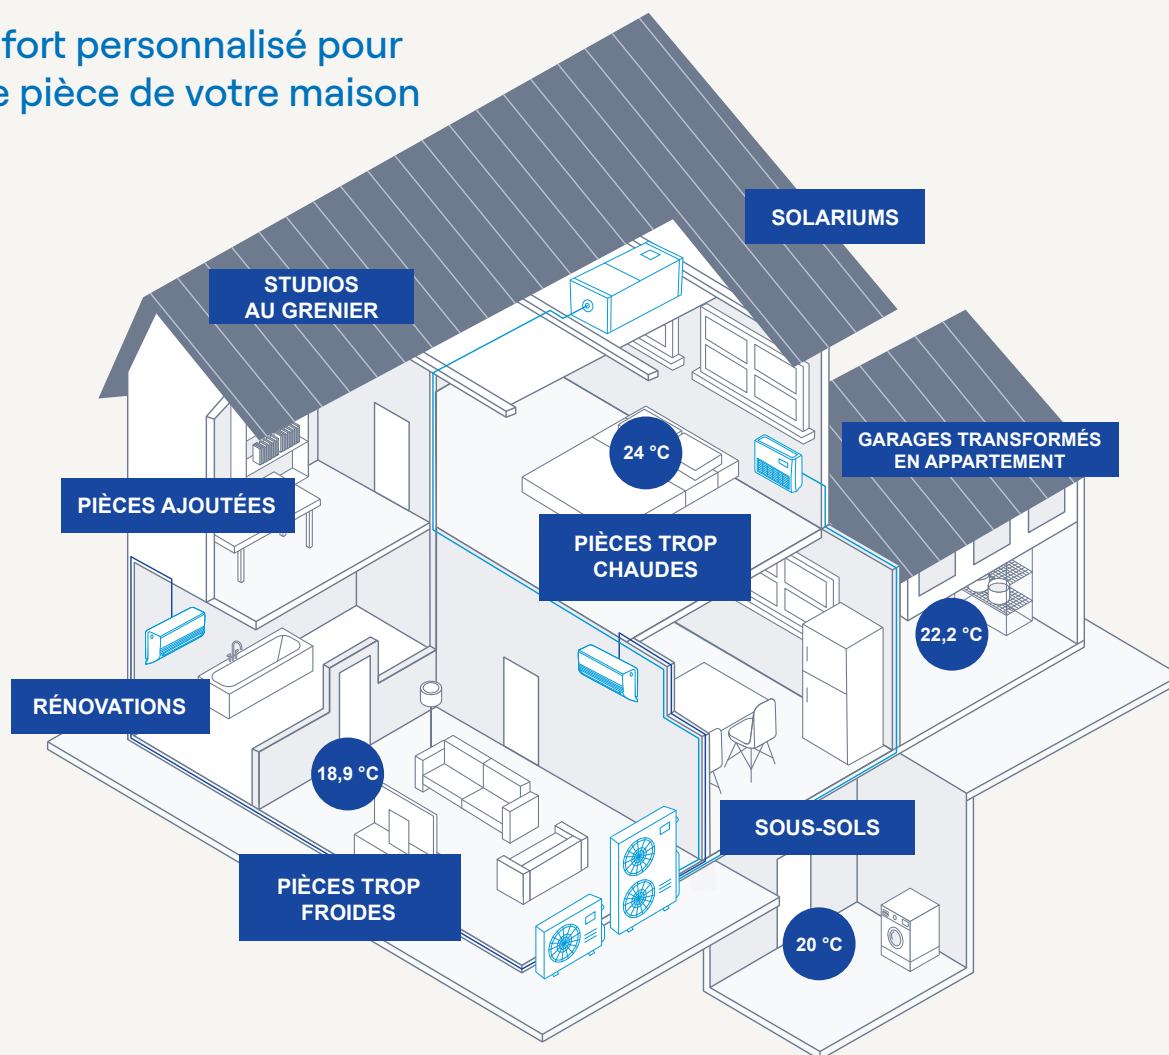 fort personnalisé pour
pièce de votre maison
SOLARIUMS
STUDIOS
AU GRENIER
24 °C
GARAGES TRANSFORMÉS
EN APPARTEMENT
PIÈCES AJOUTÉES
PIÈCES TROP
CHAUDES
22,2 °C
RÉNOVATIONS
18,9 °C
SOUS-SOLS
PIÈCES TROP
FROIDES
20 °C